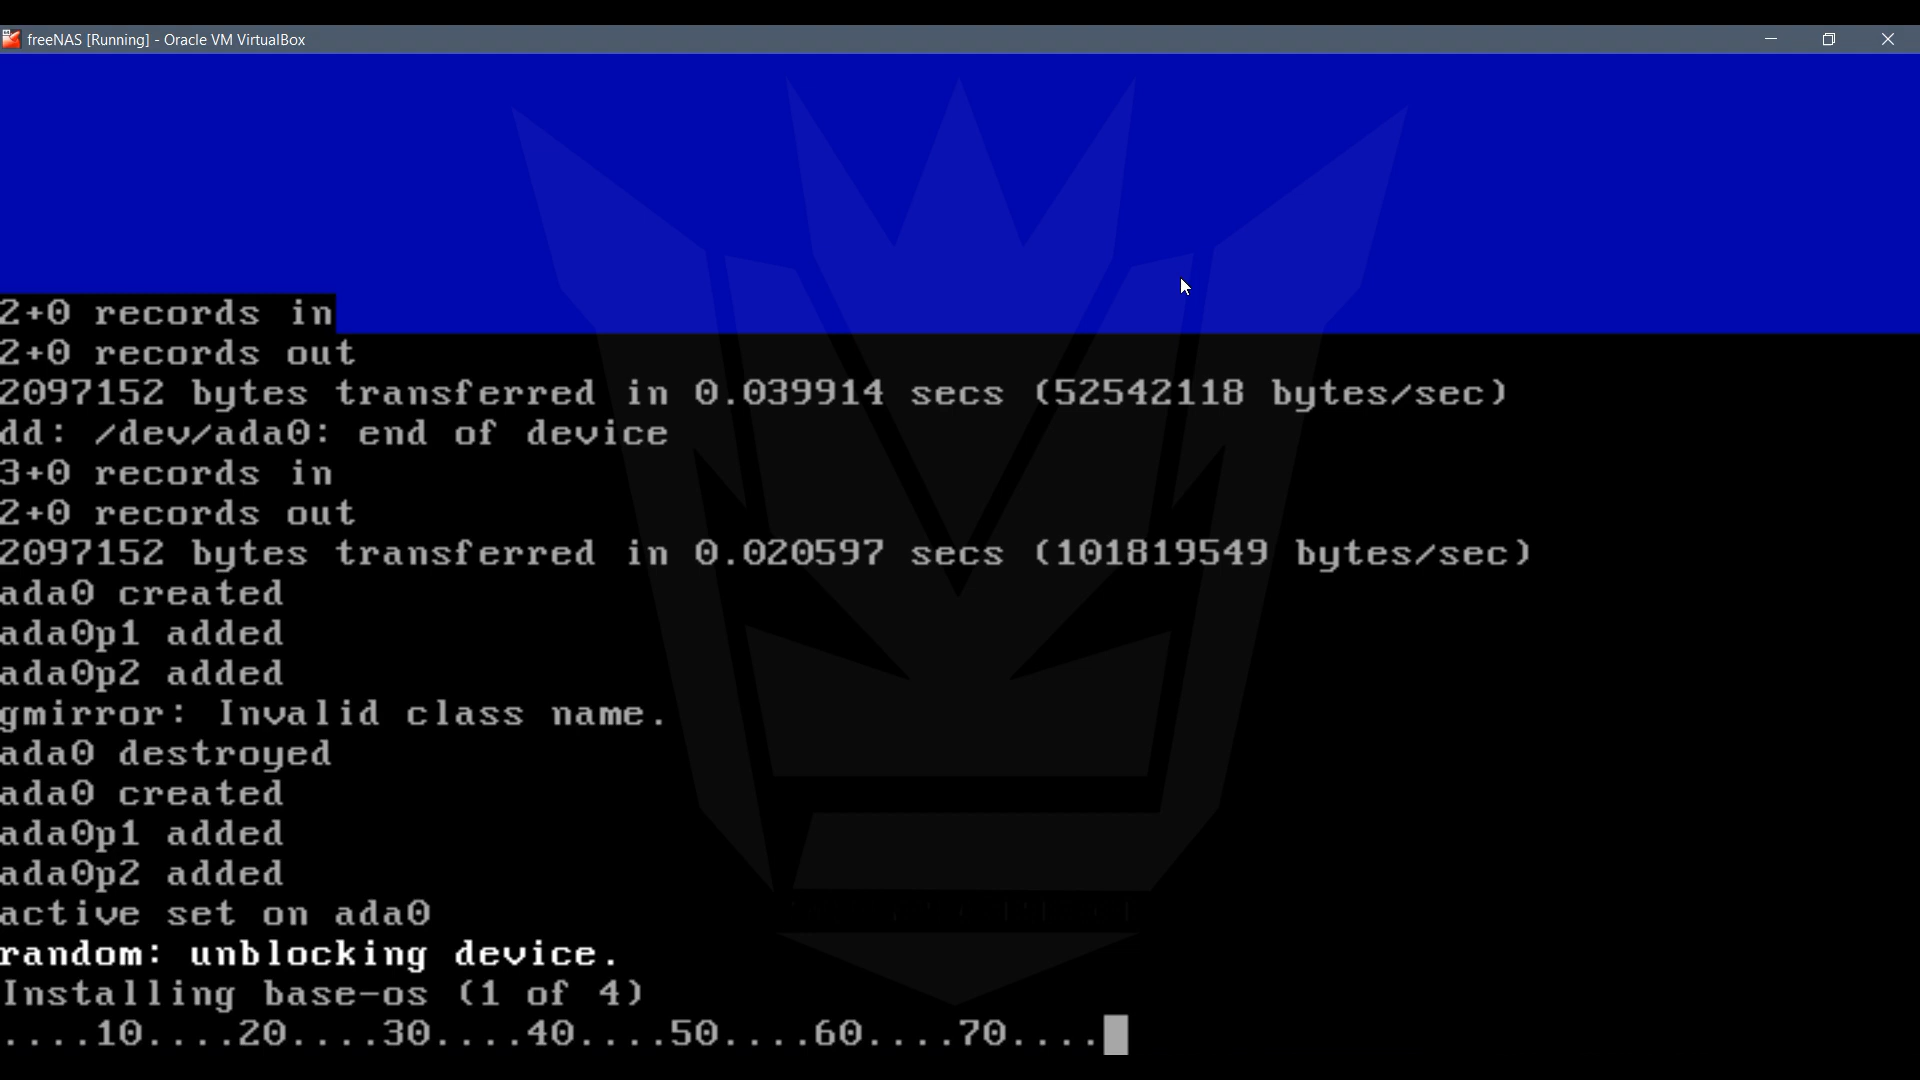 freeNAS [Running] - Oracle VM VirtualBox
2+0 records in
2+0 records out
2097152 bytes transferred in 0.039914 secs (52542118 bytes/sec)
dd: /dev/ada0: end of device
3+0 records in
2+0 records out
2097152 bytes transferred in 0.020597 secs (101819549 bytes/sec)
ada0 created
ada0p1 added
ada0p2 added
gmirror: Invalid class name.
ada0 destroyed
ada0 created
ada0p1 added
ada0p2 added
active set on ada0
random: unblocking device.
Installing base-os (1 of 4)
....10....20....30....40....50....60....70....